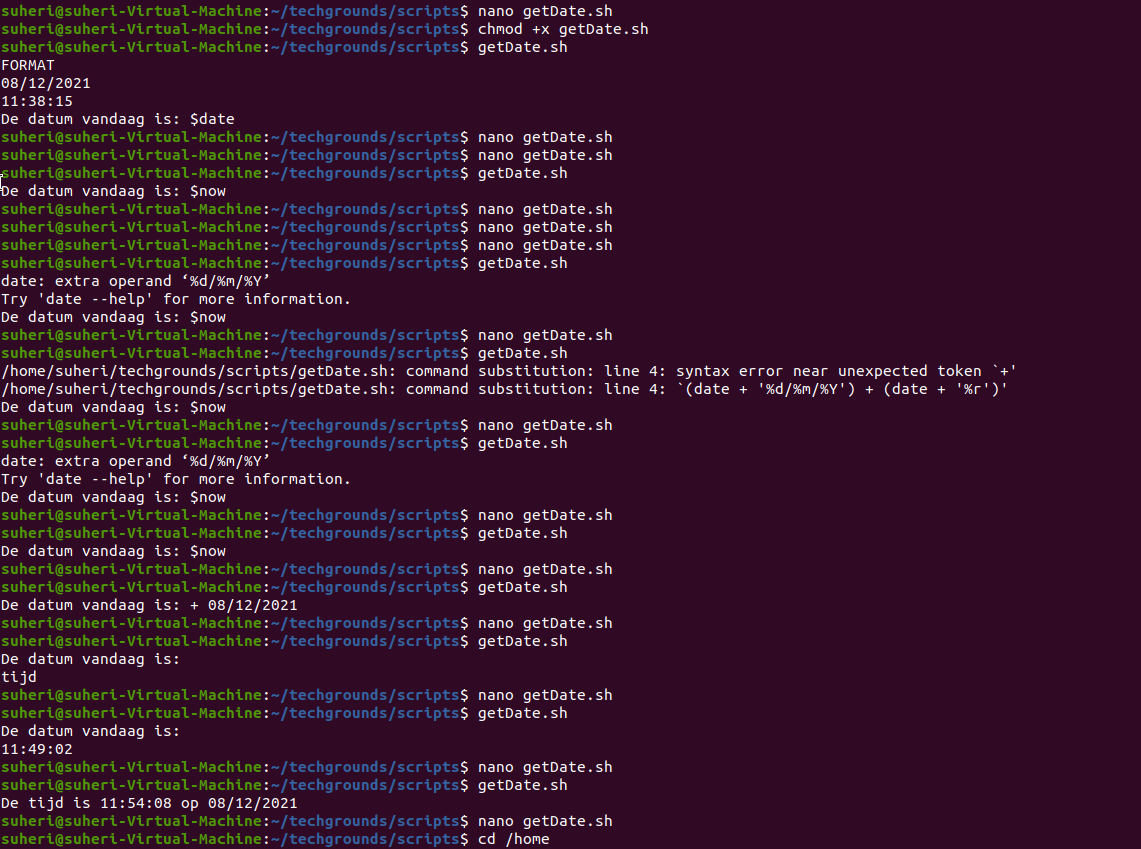 suheri@suheri-Virtual-Machine:~/techgrounds/scripts$ nano getDate.sh
suheri@suheri-Virtual-Machine:~/techgrounds/scripts$ chmod +x getDate.sh
suheri@suheri-Virtual-Machine:~/techgrounds/scripts$ getDate.sh
FORMAT
08/12/2021
11:38:15
De datum vandaag is: $date
suheri@suheri-Virtual-Machine:~/techgrounds/scripts$ nano getDate.sh
suheri@suheri-Virtual-Machine:~/techgrounds/scripts$ nano getDate.sh
suheri@suheri-Virtual-Machine:~/techgrounds/scripts$ getDate.sh
De datum vandaag is: $now
suheri@suheri-Virtual-Machine:~/techgrounds/scripts$ nano getDate.sh
suheri@suheri-Virtual-Machine:~/techgrounds/scripts$ nano getDate.sh
suheri@suheri-Virtual-Machine:~/techgrounds/scripts$ nano getDate.sh
suheri@suheri-Virtual-Machine:~/techgrounds/scripts$ getDate.sh
date: extra operand ‘%d/%m/%Y’
Try 'date --help' for more information.
De datum vandaag is: $now
suheri@suheri-Virtual-Machine:~/techgrounds/scripts$ nano getDate.sh
suheri@suheri-Virtual-Machine:~/techgrounds/scripts$ getDate.sh
/home/suheri/techgrounds/scripts/getDate.sh: command substitution: line 4: syntax error near unexpected token `+'
/home/suheri/techgrounds/scripts/getDate.sh: command substitution: line 4: `(date + '%d/%m/%Y') + (date + '%r')'
De datum vandaag is: $now
suheri@suheri-Virtual-Machine:~/techgrounds/scripts$ nano getDate.sh
suheri@suheri-Virtual-Machine:~/techgrounds/scripts$ getDate.sh
date: extra operand ‘%d/%m/%Y’
Try 'date --help' for more information.
De datum vandaag is: $now
suheri@suheri-Virtual-Machine:~/techgrounds/scripts$ nano getDate.sh
suheri@suheri-Virtual-Machine:~/techgrounds/scripts$ getDate.sh
De datum vandaag is: $now
suheri@suheri-Virtual-Machine:~/techgrounds/scripts$ nano getDate.sh
suheri@suheri-Virtual-Machine:~/techgrounds/scripts$ getDate.sh
De datum vandaag is: + 08/12/2021
suheri@suheri-Virtual-Machine:~/techgrounds/scripts$ nano getDate.sh
suheri@suheri-Virtual-Machine:~/techgrounds/scripts$ getDate.sh
De datum vandaag is:
tijd
suheri@suheri-Virtual-Machine:~/techgrounds/scripts$ nano getDate.sh
suheri@suheri-Virtual-Machine:~/techgrounds/scripts$ getDate.sh
De datum vandaag is:
11:49:02
suheri@suheri-Virtual-Machine:~/techgrounds/scripts$ nano getDate.sh
suheri@suheri-Virtual-Machine:~/techgrounds/scripts$ getDate.sh
De tijd is 11:54:08 op 08/12/2021
suheri@suheri-Virtual-Machine:~/techgrounds/scripts$ nano getDate.sh
suheri@suheri-Virtual-Machine:~/techgrounds/scripts$ cd /home